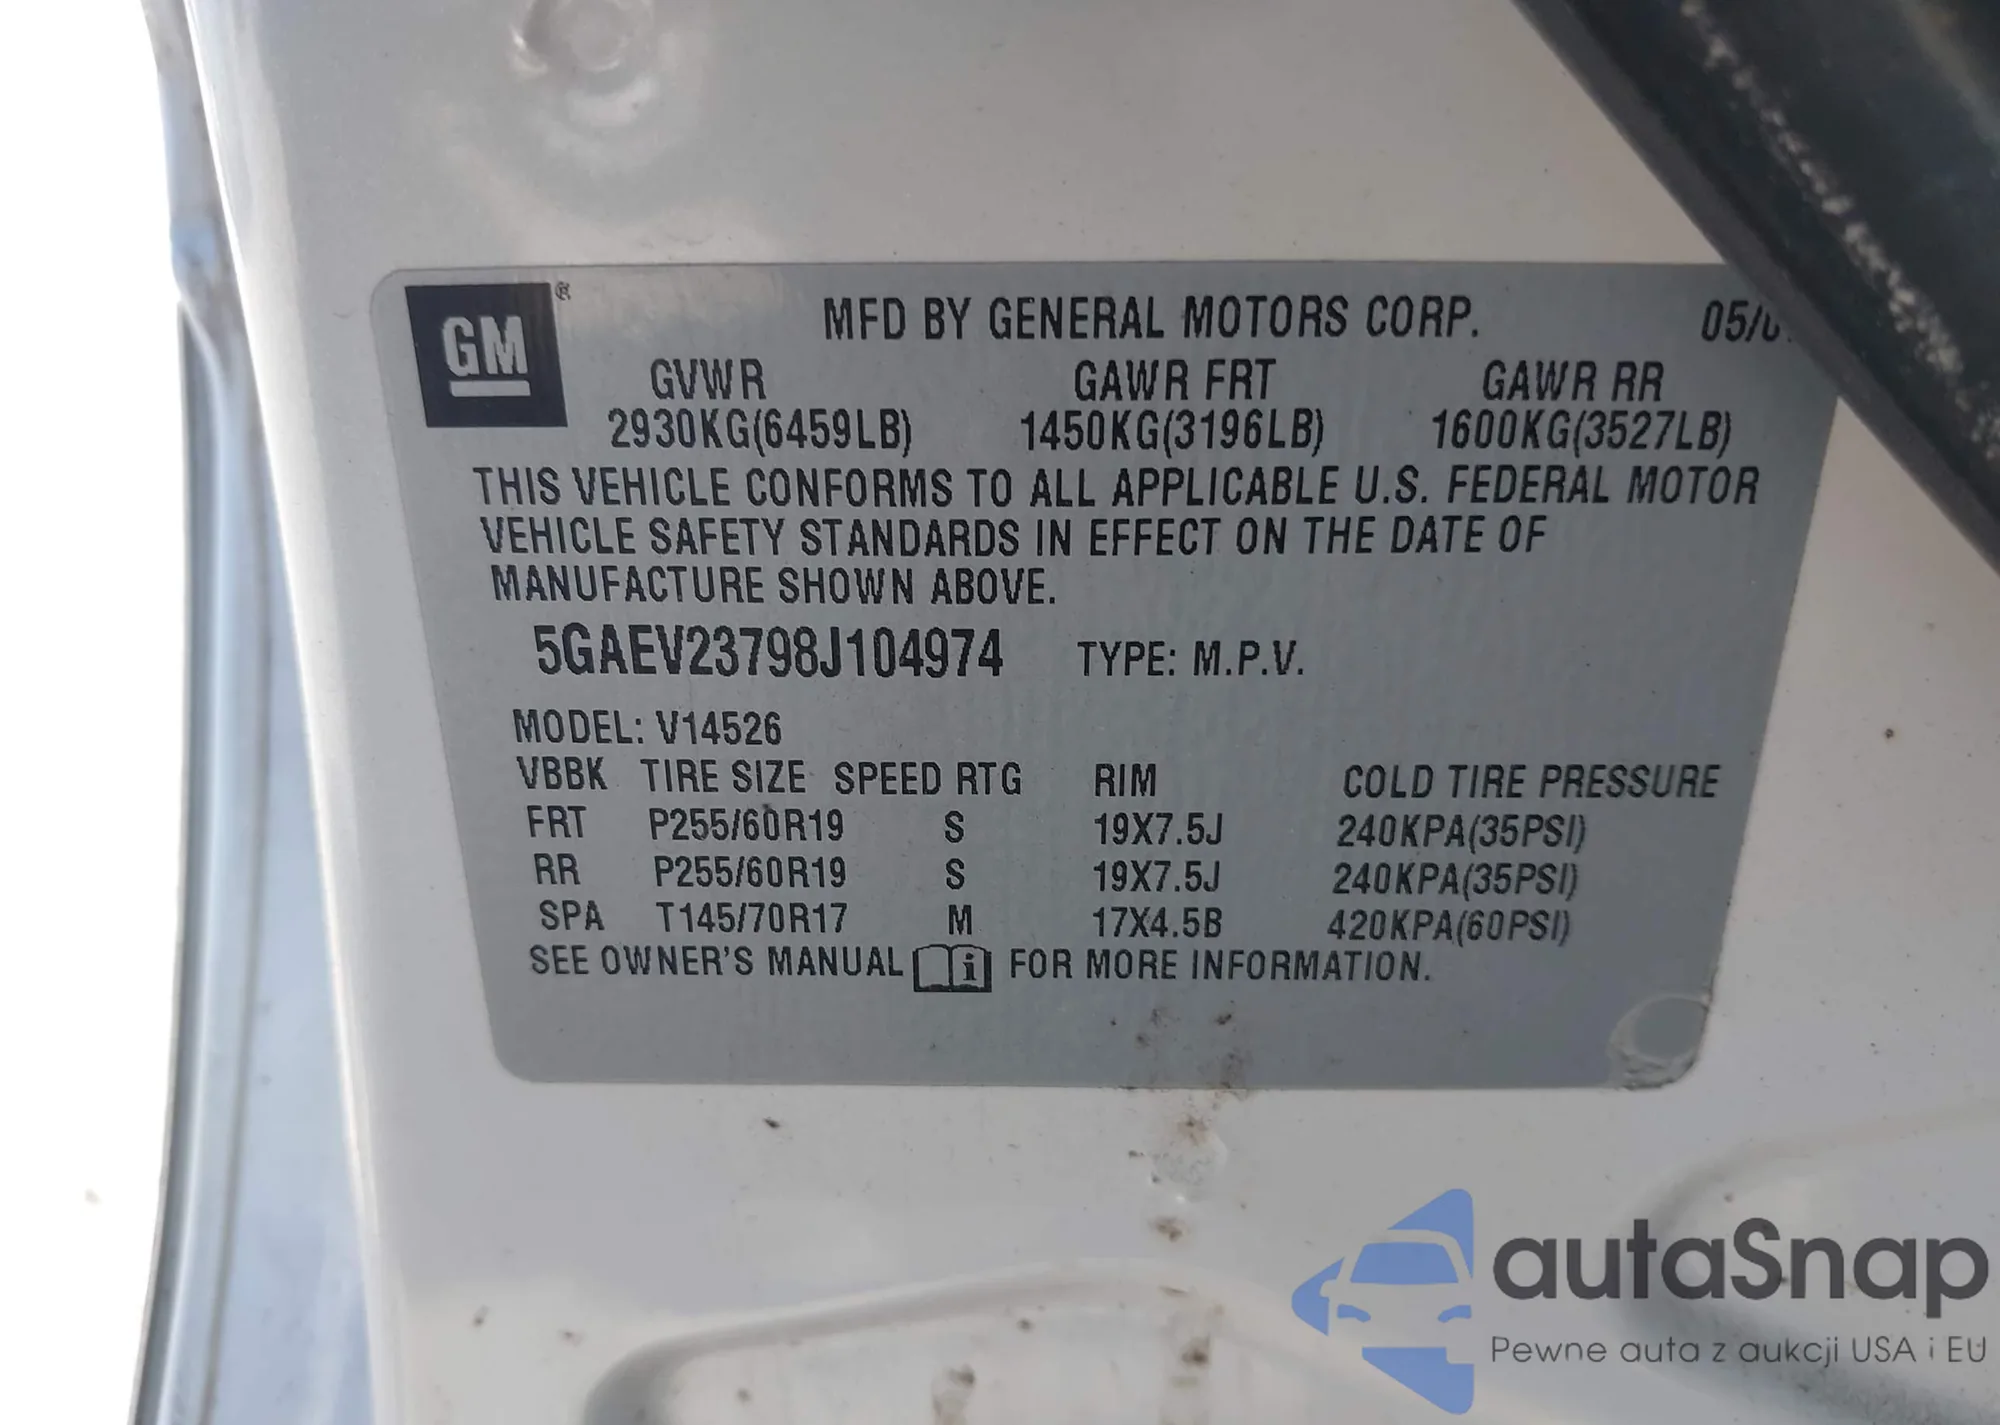 GM ®
MFD BY GENERAL MOTORS CORP. 05/0
GVWR GAWR FRT GAWR RR
2930KG(6459LB) 1450KG(3196LB) 1600KG(3527LB)
THIS VEHICLE CONFORMS TO ALL APPLICABLE U.S. FEDERAL MOTOR
VEHICLE SAFETY STANDARDS IN EFFECT ON THE DATE OF
MANUFACTURE SHOWN ABOVE.
5GAEV23798J104974 TYPE: M.P.V.
MODEL: V14526
VBBK TIRE SIZE SPEED RTG RIM COLD TIRE PRESSURE
FRT P255/60R19 S 19X7.5J 240KPA(35PSI)
RR P255/60R19 S 19X7.5J 240KPA(35PSI)
SPA T145/70R17 M 17X4.5B 420KPA(60PSI)
SEE OWNER'S MANUAL i FOR MORE INFORMATION.
autaSnap
Pewne auta z aukcji USA i EU